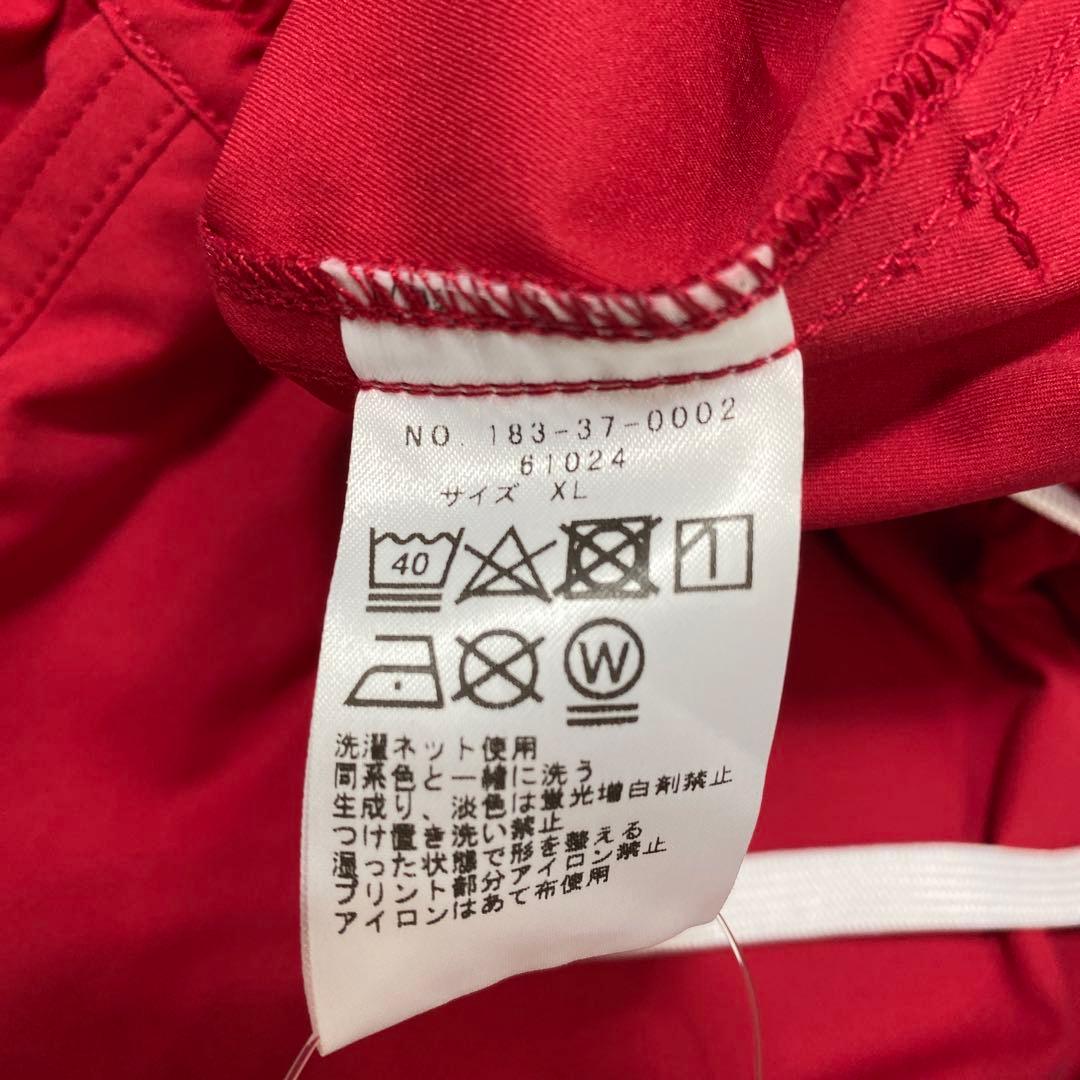 NO. 183-37-0002
61024
サイズ XL
40
W
洗濯ネット使用
同系色と一緒に洗う
生成り、淡色は蛍光増白剤禁止
つけ置き洗い禁止
湿った状態で形を整える
プリント部分アイロン禁止
アイロンはあて布使用